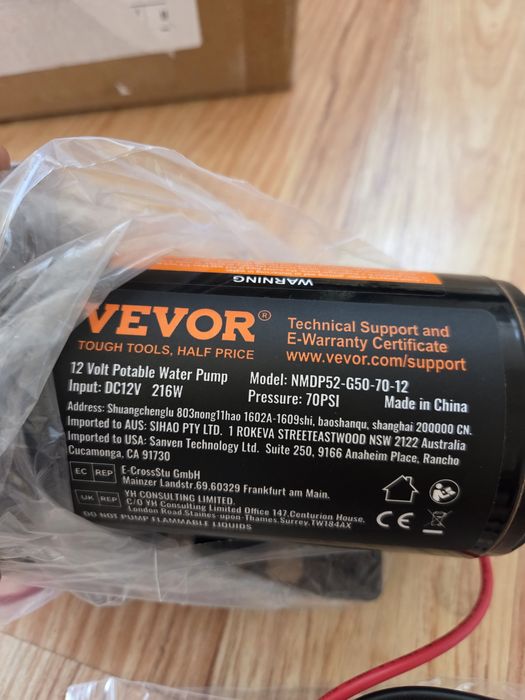 WARNING
VEVOR®
TOUGH TOOLS, HALF PRICE
Technical Support and
E-Warranty Certificate
www.vevor.com/support
12 Volt Potable Water Pump
Model: NMDP52-G50-70-12
Input: DC12V 216W
Pressure: 70PSI
Made in China
Address: Shuangchenglu 803nong11hao 1602A-1609shi, baoshanqu, shanghai 200000 CN.
Imported to AUS: SIHAO PTY LTD. 1 ROKEVA STREETEASTWOOD NSW 2122 Australia
Imported to USA: Sanven Technology Ltd. Suite 250, 9166 Anaheim Place, Rancho
Cucamonga, CA 91730
EC REP
E-CrossStu GmbH
Mainzer Landstr.69.60329 Frankfurt am Main.
UK REP
YH CONSULTING LIMITED.
C/O YH Consulting Limited Office 147.Centurion House,
London Road.Staines-upon-Thames.Surrey.TW184AX
DO NOT PUMP FLAMMABLE LIQUIDS
CE